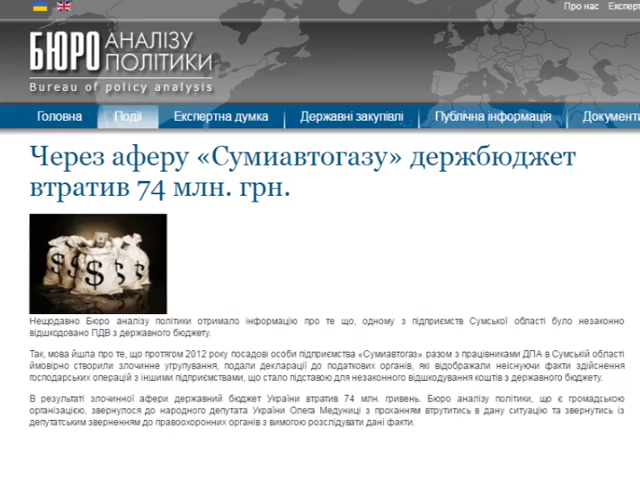 Про нас Експерт
БЮРО АНАЛІЗУ
ПОЛІТИКИ
Bureau of policy analysis
Головна Події Експертна думка Державні закупівлі Публічна інформація Документи
Через аферу «Сумиавтогазу» держбюджет
втратив 74 млн. грн.
Нещодавно Бюро аналізу політики отримало інформацію про те що, одному з підприємств Сумської області було незаконно
відшкодовано ПДВ з державного бюджету.
Так, мова йшла про те, що протягом 2012 року посадові особи підприємства «Сумиавтогаз» разом з працівниками ДПА в Сумській області
ймовірно створили злочинне угрупування, подали декларації до податкових органів, які відображали неіснуючи факти здійснення
господарських операцій з іншими підприємствами, що стало підставою для незаконного відшкодування коштів з державного бюджету.
В результаті злочинної афери державний бюджет України втратив 74 млн. гривень. Бюро аналізу політики, що є громадською
організацією, звернулося до народного депутата України Олега Медуниці з проханням втрутитись в дану ситуацію та звернутись із
депутатським зверненням до правоохоронних органів з вимогою розслідувати дані факти.